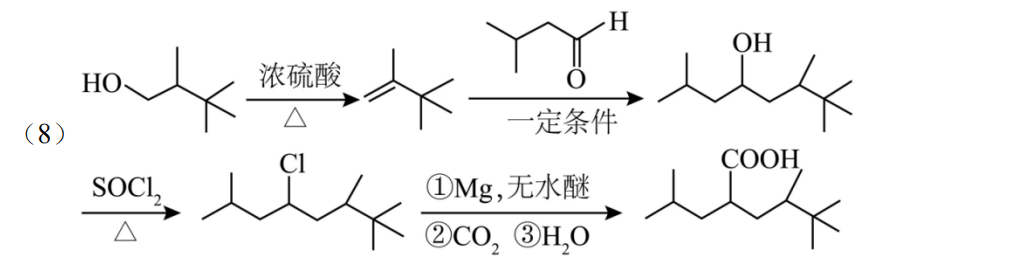 HO 浓硫酸 △ H O 一定条件 OH
(8)
SOCl₂ △ Cl ①Mg,无水醚 ②CO₂ ③H₂O COOH